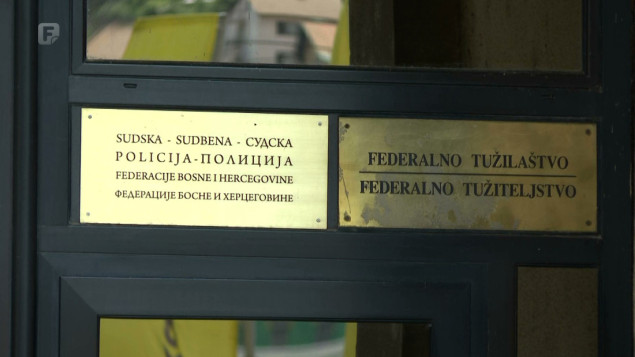 F
SUDSKA - SUDBENA - СУДСКА
POLICIJA - ПОЛИЦИЈА
FEDERACIJE BOSNE I HERCEGOVINE
ФЕДЕРАЦИЈЕ БОСНЕ И ХЕРЦЕГОВИНЕ
FEDERALNO TUŽILAŠTVO
FEDERALNO TUŽITELJSTVO